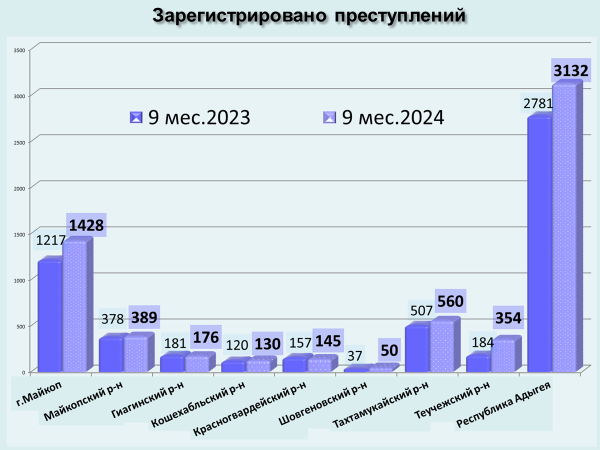 Зарегистрировано преступлений
3500
3000
2500
2000
1500
1000
500
0
9 мес.2023
9 мес.2024
1217 1428
378 389
181 176
120 130
157 145
37 50
507 560
184 354
2781 3132
г.Майкоп
Майкопский р-н
Гиагинский р-н
Кошехабльский р-н
Красногвардейский р-н
Шовгеновский р-н
Тахтамукайский р-н
Теучежский р-н
Республика Адыгея